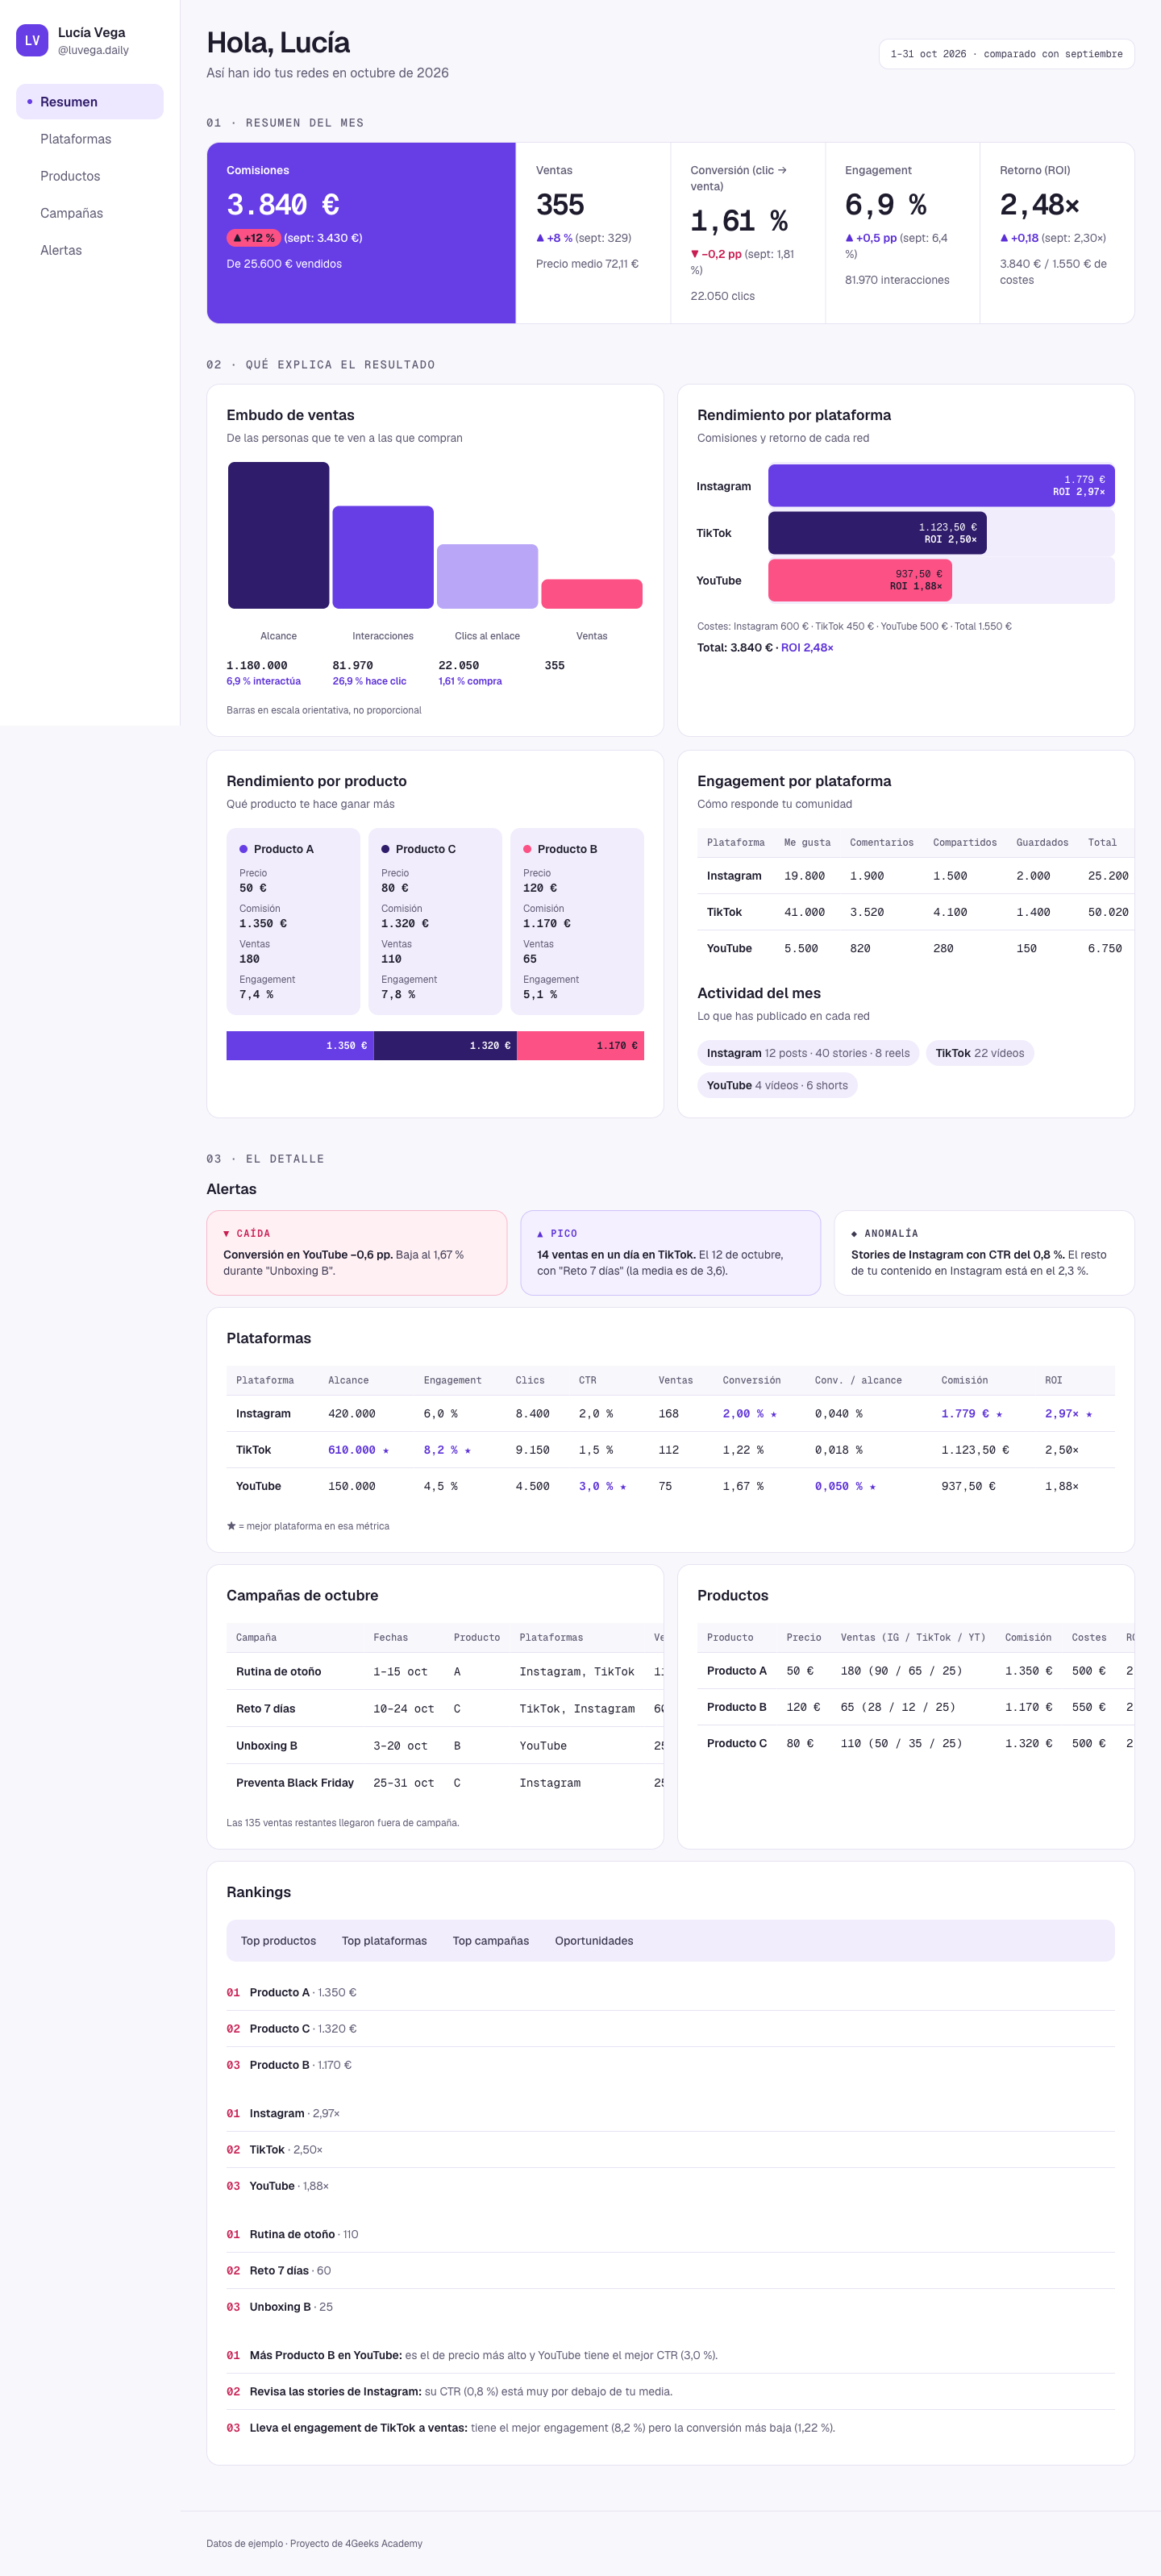 LV
Lucía Vega
@luvega.daily
Resumen
Plataformas
Productos
Campañas
Alertas
Hola, Lucía
Así han ido tus redes en octubre de 2026
1–31 oct 2026 · comparado con septiembre
01 · RESUMEN DEL MES
Comisiones
3.840 €
▲ +12 % (sept: 3.430 €)
De 25.600 € vendidos
Ventas
355
▲ +8 % (sept: 329)
Precio medio 72,11 €
Conversión (clic →
venta)
1,61 %
▼ −0,2 pp (sept: 1,81
%)
22.050 clics
Engagement
6,9 %
▲ +0,5 pp (sept: 6,4
%)
81.970 interacciones
Retorno (ROI)
2,48×
▲ +0,18 (sept: 2,30×)
3.840 € / 1.550 € de
costes
02 · QUÉ EXPLICA EL RESULTADO
Embudo de ventas
De las personas que te ven a las que compran
Alcance Interacciones Clics al enlace Ventas
1.180.000 81.970 22.050 355
6,9 % interactúa 26,9 % hace clic 1,61 % compra
Barras en escala orientativa, no proporcional
Rendimiento por plataforma
Comisiones y retorno de cada red
Instagram
1.779 €
ROI 2,97×
TikTok
1.123,50 €
ROI 2,50×
YouTube
937,50 €
ROI 1,88×
Costes: Instagram 600 € · TikTok 450 € · YouTube 500 € · Total 1.550 €
Total: 3.840 € · ROI 2,48×
Rendimiento por producto
Qué producto te hace ganar más
Producto A
Precio
50 €
Comisión
1.350 €
Ventas
180
Engagement
7,4 %
Producto C
Precio
80 €
Comisión
1.320 €
Ventas
110
Engagement
7,8 %
Producto B
Precio
120 €
Comisión
1.170 €
Ventas
65
Engagement
5,1 %
1.350 € 1.320 € 1.170 €
Engagement por plataforma
Cómo responde tu comunidad
Plataforma Me gusta Comentarios Compartidos Guardados Total
Instagram 19.800 1.900 1.500 2.000 25.200
TikTok 41.000 3.520 4.100 1.400 50.020
YouTube 5.500 820 280 150 6.750
Actividad del mes
Lo que has publicado en cada red
Instagram 12 posts · 40 stories · 8 reels
TikTok 22 vídeos
YouTube 4 vídeos · 6 shorts
03 · EL DETALLE
Alertas
▼ CAÍDA
Conversión en YouTube −0,6 pp. Baja al 1,67 %
durante "Unboxing B".
▲ PICO
14 ventas en un día en TikTok. El 12 de octubre,
con "Reto 7 días" (la media es de 3,6).
◆ ANOMALÍA
Stories de Instagram con CTR del 0,8 %. El resto
de tu contenido en Instagram está en el 2,3 %.
Plataformas
Plataforma Alcance Engagement Clics CTR Ventas Conversión Conv. / alcance Comisión ROI
Instagram 420.000 6,0 % 8.400 2,0 % 168 2,00 % ★ 0,040 % 1.779 € ★ 2,97× ★
TikTok 610.000 ★ 8,2 % ★ 9.150 1,5 % 112 1,22 % 0,018 % 1.123,50 € 2,50×
YouTube 150.000 4,5 % 4.500 3,0 % ★ 75 1,67 % 0,050 % ★ 937,50 € 1,88×
★ = mejor plataforma en esa métrica
Campañas de octubre
Campaña Fechas Producto Plataformas
Rutina de otoño 1–15 oct A Instagram, TikTok
Reto 7 días 10–24 oct C TikTok, Instagram
Unboxing B 3–20 oct B YouTube
Preventa Black Friday 25–31 oct C Instagram
Las 135 ventas restantes llegaron fuera de campaña.
Productos
Producto Precio Ventas (IG / TikTok / YT) Comisión Costes
Producto A 50 € 180 (90 / 65 / 25) 1.350 € 500 €
Producto B 120 € 65 (28 / 12 / 25) 1.170 € 550 €
Producto C 80 € 110 (50 / 35 / 25) 1.320 € 500 €
Rankings
Top productos Top plataformas Top campañas Oportunidades
01 Producto A · 1.350 €
02 Producto C · 1.320 €
03 Producto B · 1.170 €
01 Instagram · 2,97×
02 TikTok · 2,50×
03 YouTube · 1,88×
01 Rutina de otoño · 110
02 Reto 7 días · 60
03 Unboxing B · 25
01 Más Producto B en YouTube: es el de precio más alto y YouTube tiene el mejor CTR (3,0 %).
02 Revisa las stories de Instagram: su CTR (0,8 %) está muy por debajo de tu media.
03 Lleva el engagement de TikTok a ventas: tiene el mejor engagement (8,2 %) pero la conversión más baja (1,22 %).
Datos de ejemplo · Proyecto de 4Geeks Academy